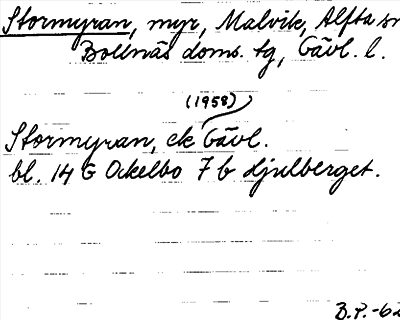 Stormyran, myr, Malvik, Alfta sn
Bollnäs doms. tg, Gävl. l.
(1958)
Stormyran, ek Gävl.
bl. 14 G Ockelbo 7 b djulberget.
B.P.-62